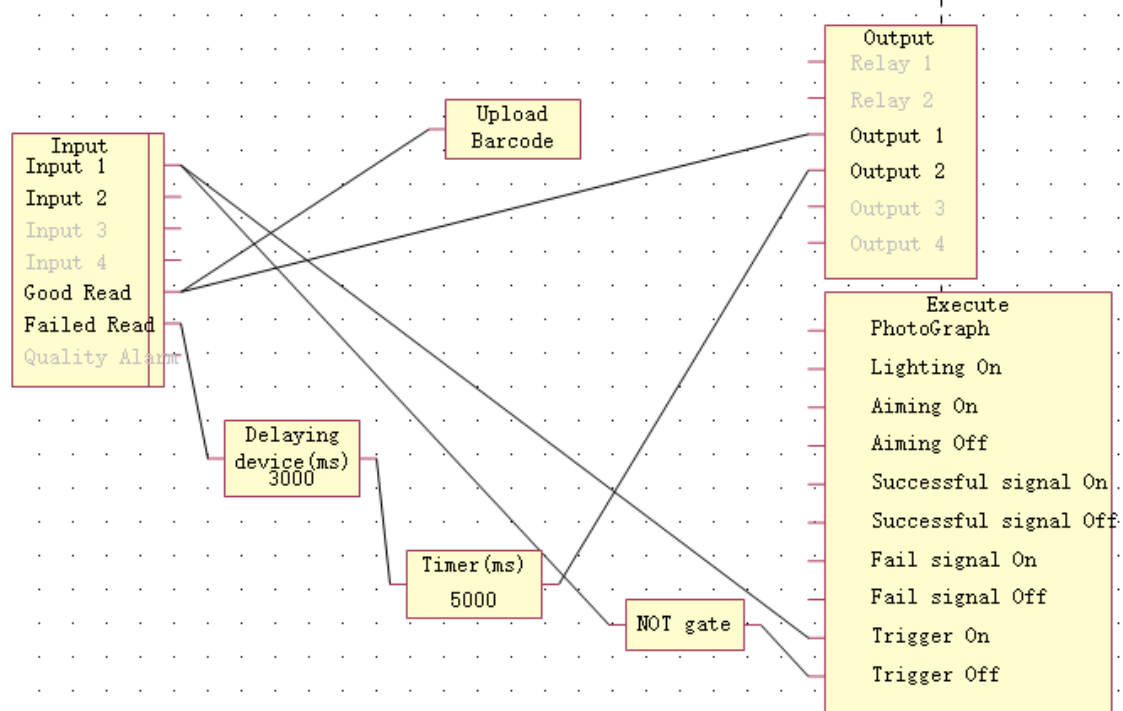 Input
Input 1
Input 2
Input 3
Input 4
Good Read
Failed Read
Quality Alarm
Upload
Barcode
Delaying
device(ms)
3000
Timer(ms)
5000
NOT gate
Output
Relay 1
Relay 2
Output 1
Output 2
Output 3
Output 4
Execute
PhotoGraph
Lighting On
Aiming On
Aiming Off
Successful signal On
Successful signal Off
Fail signal On
Fail signal Off
Trigger On
Trigger Off